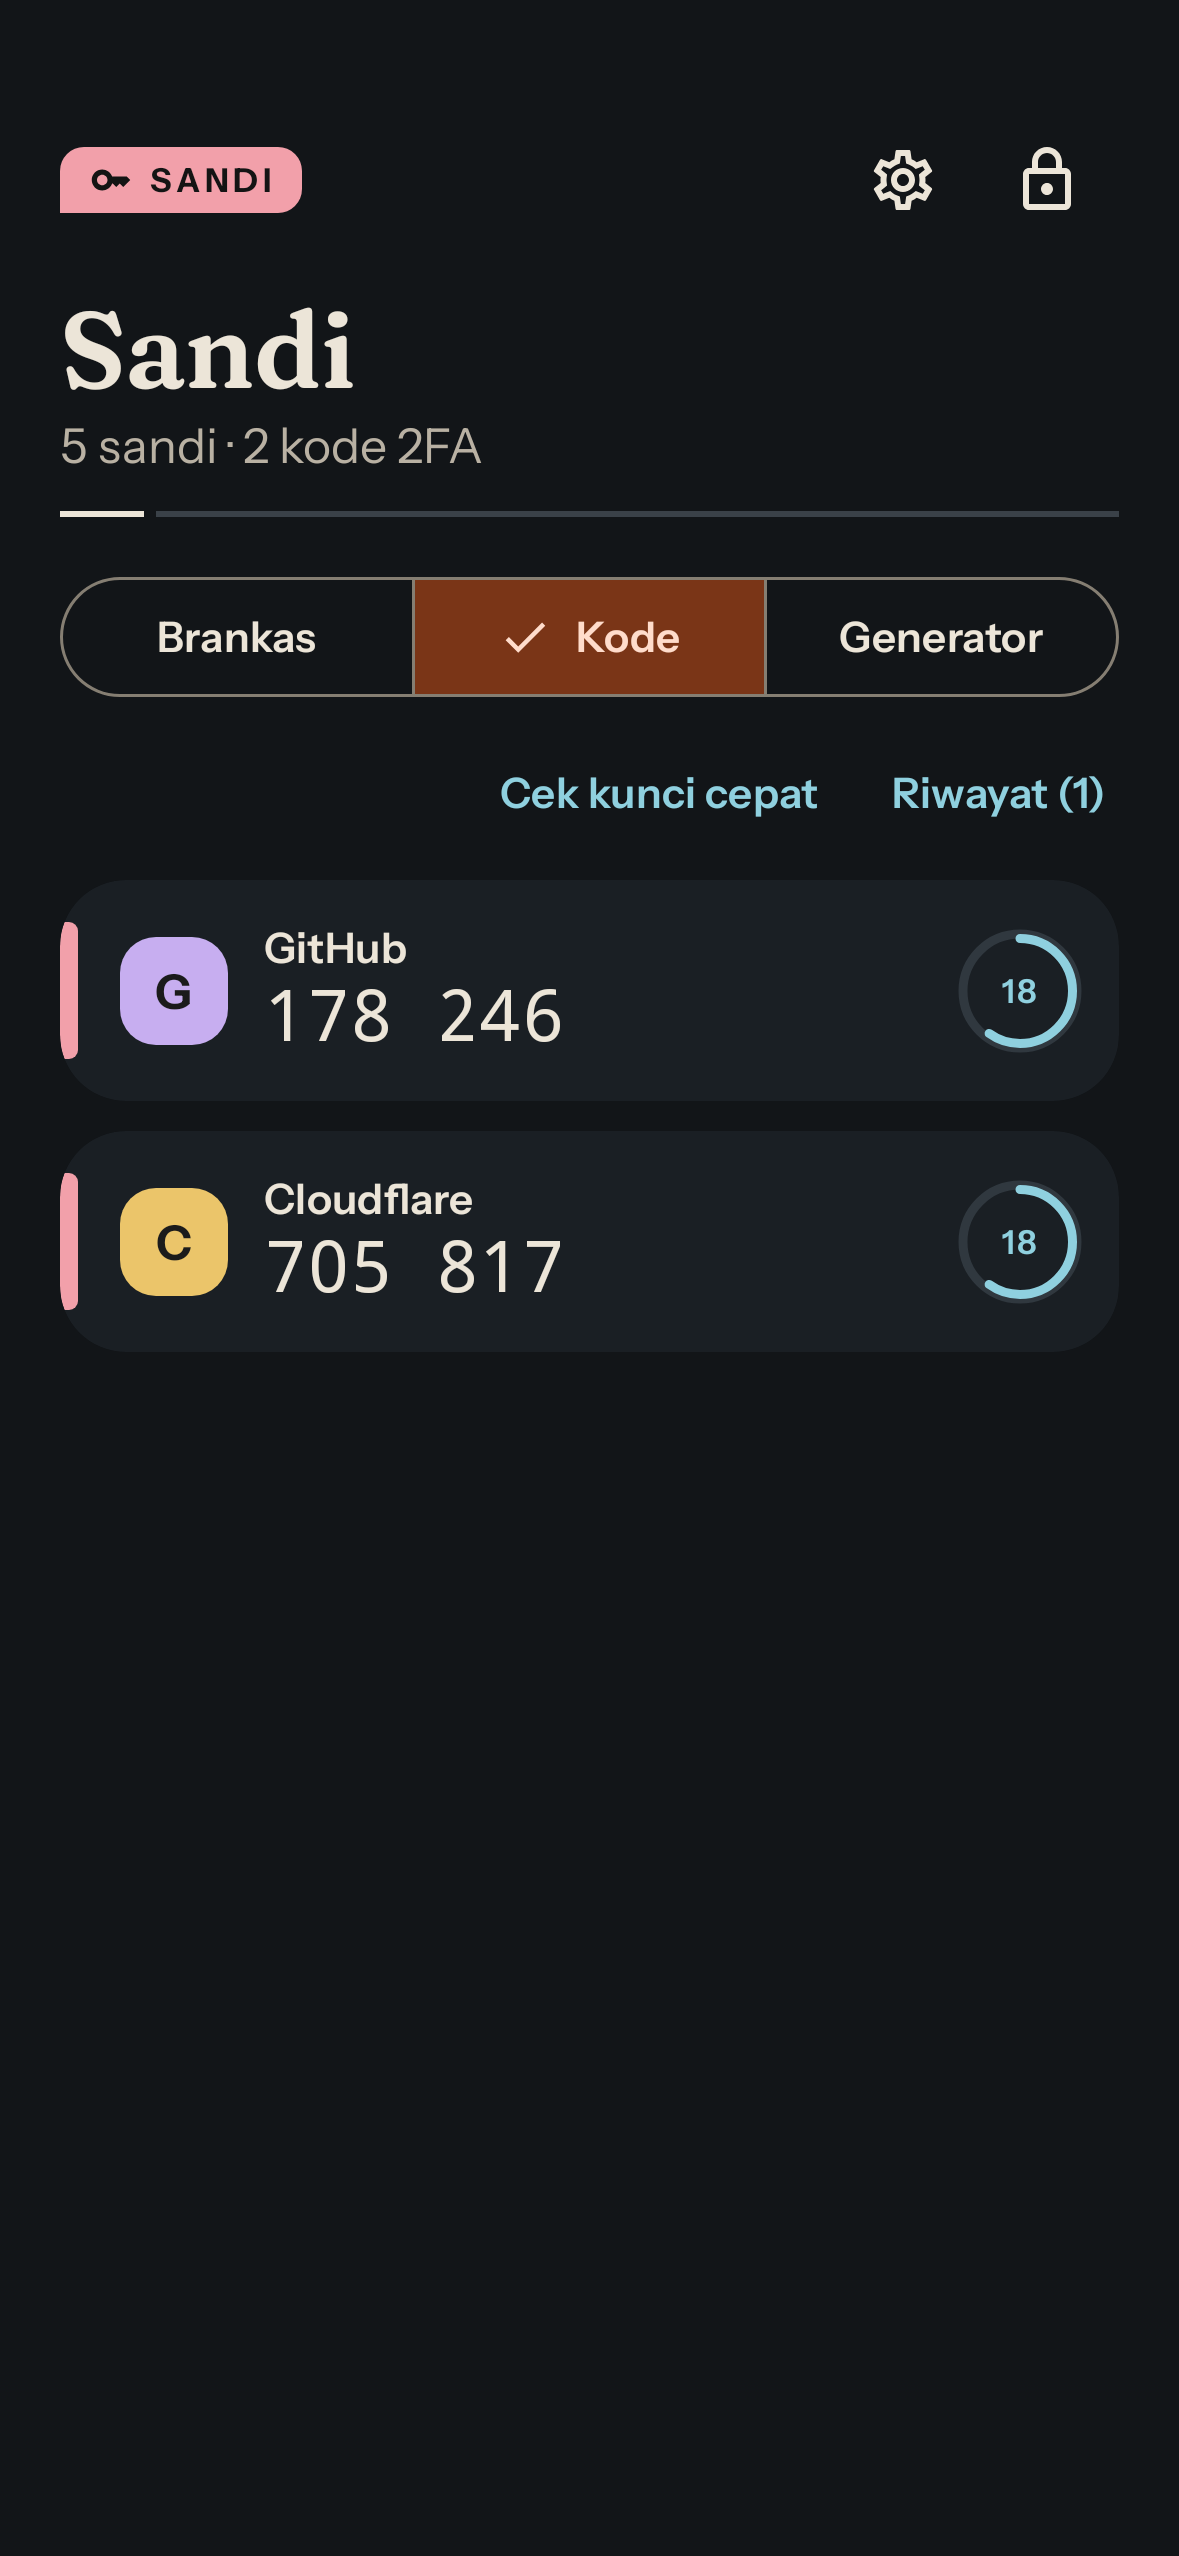 SANDI
Sandi
5 sandi · 2 kode 2FA
Brankas
Kode
Generator
Cek kunci cepat
Riwayat (1)
G
GitHub
178 246
18
C
Cloudflare
705 817
18